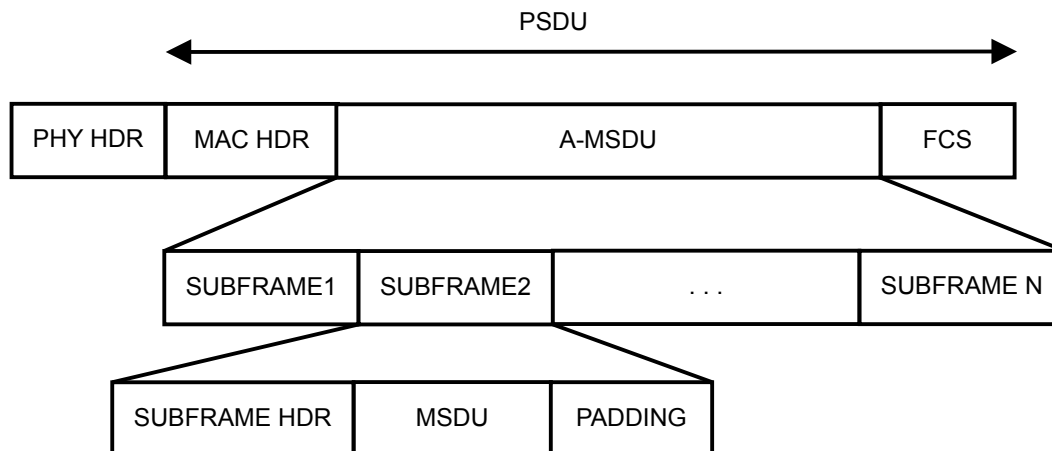 PSDU
PHY HDR MAC HDR A-MSDU FCS
SUBFRAME1 SUBFRAME2 . . . SUBFRAME N
SUBFRAME HDR MSDU PADDING